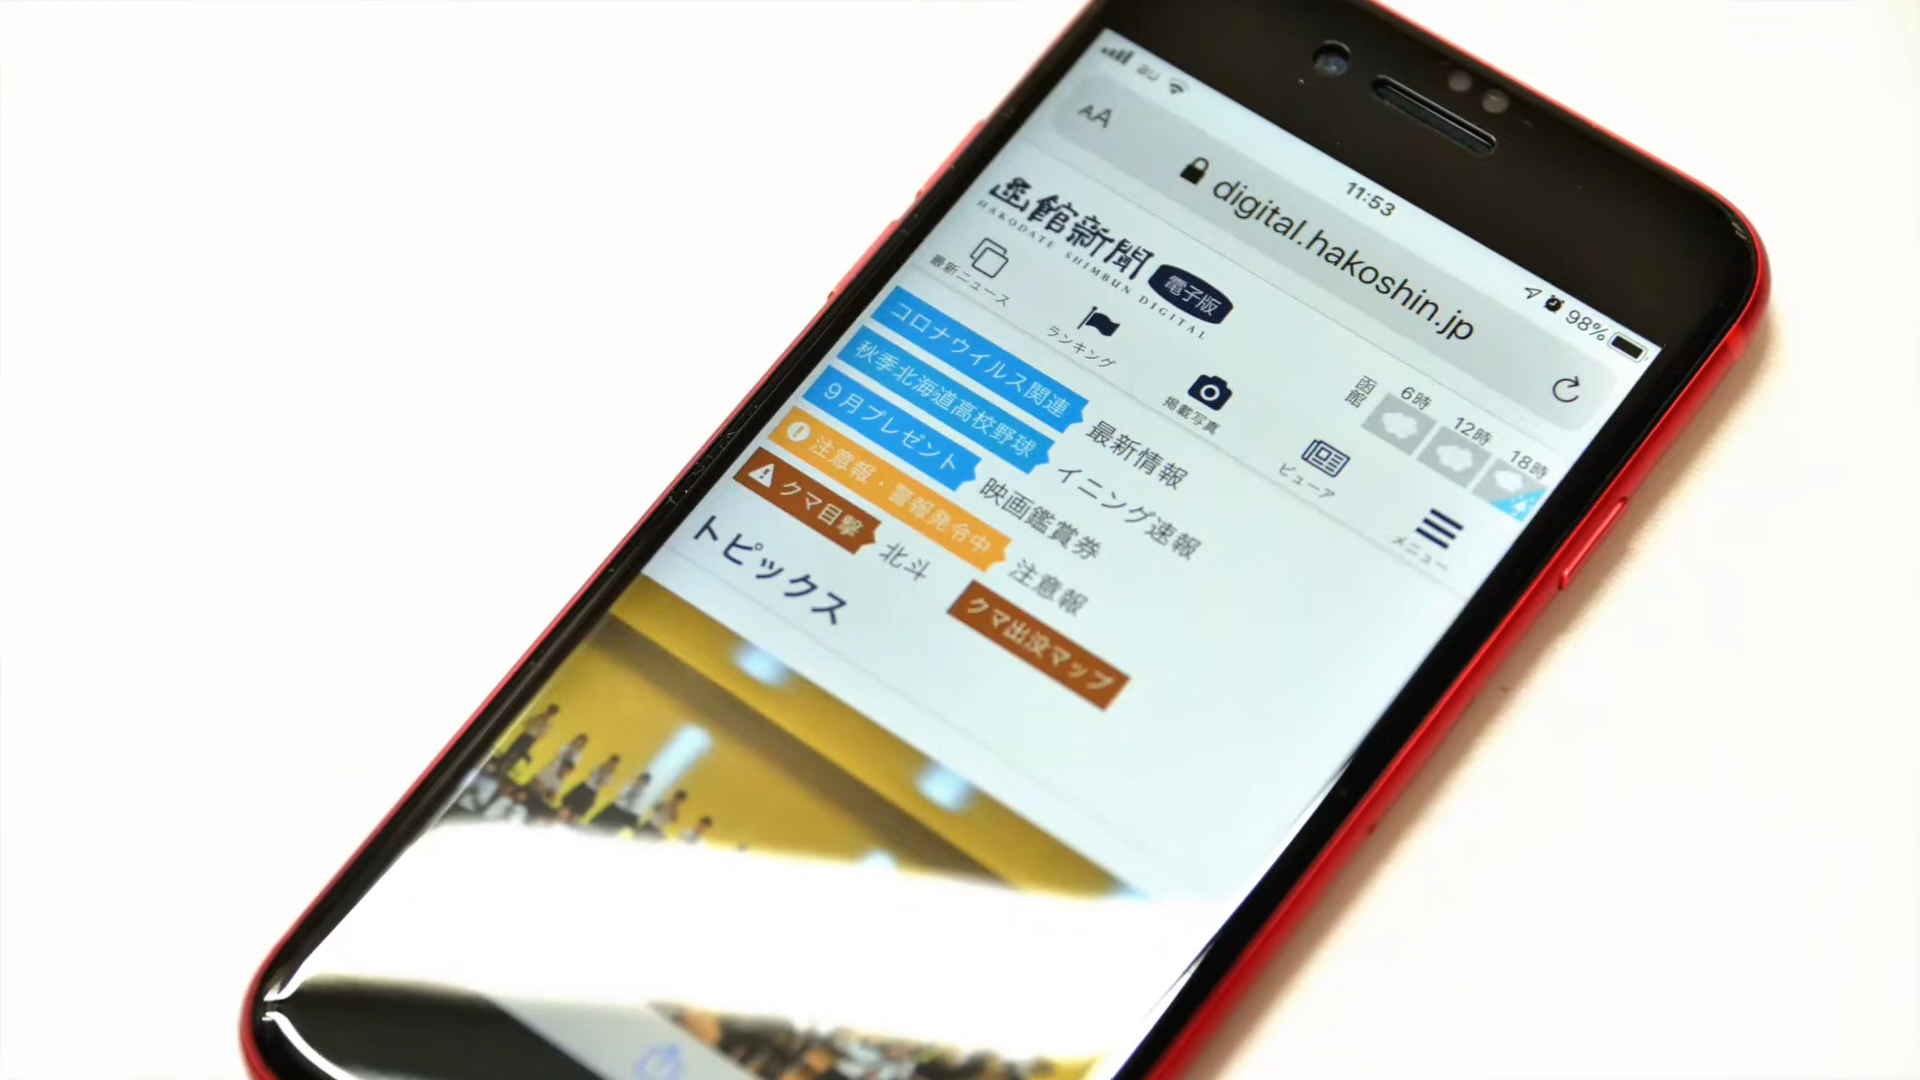 au
11:53
98%
AA
digital.hakoshin.jp
函館新聞 電子版
HAKODATE SHIMBUN DIGITAL
函館
6時
12時
18時
最新ニュース
ランキング
掲載写真
ビューア
メニュー
コロナウイルス関連 最新情報
秋季北海道高校野球 イニング速報
9月プレゼント 映画鑑賞券
注意報・警報発令中 注意報
クマ目撃 北斗 クマ出没マップ
トピックス